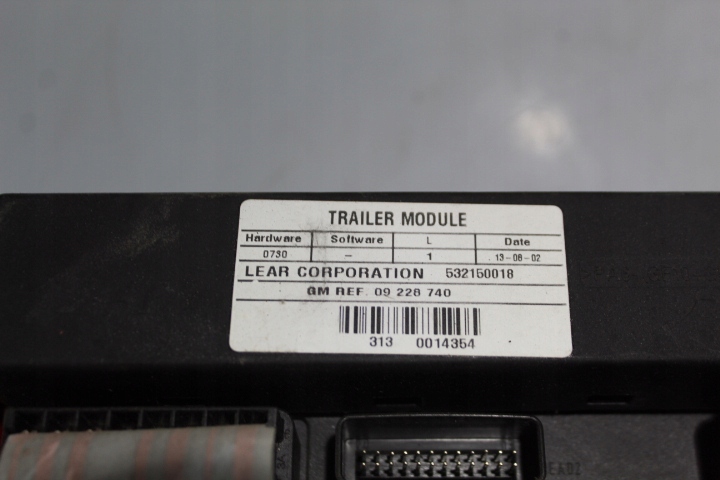 TRAILER MODULE
Hardware Software L Date
0730 – 1 13-08-02
LEAR CORPORATION 532150018
GM REF. 09 228 740
313 0014354